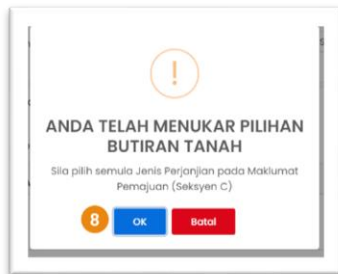 !
ANDA TELAH MENUKAR PILIHAN
BUTIRAN TANAH
Sila pilih semula Jenis Perjanjian pada Maklumat
Pemajuan (Seksyen C)
8 OK Batal